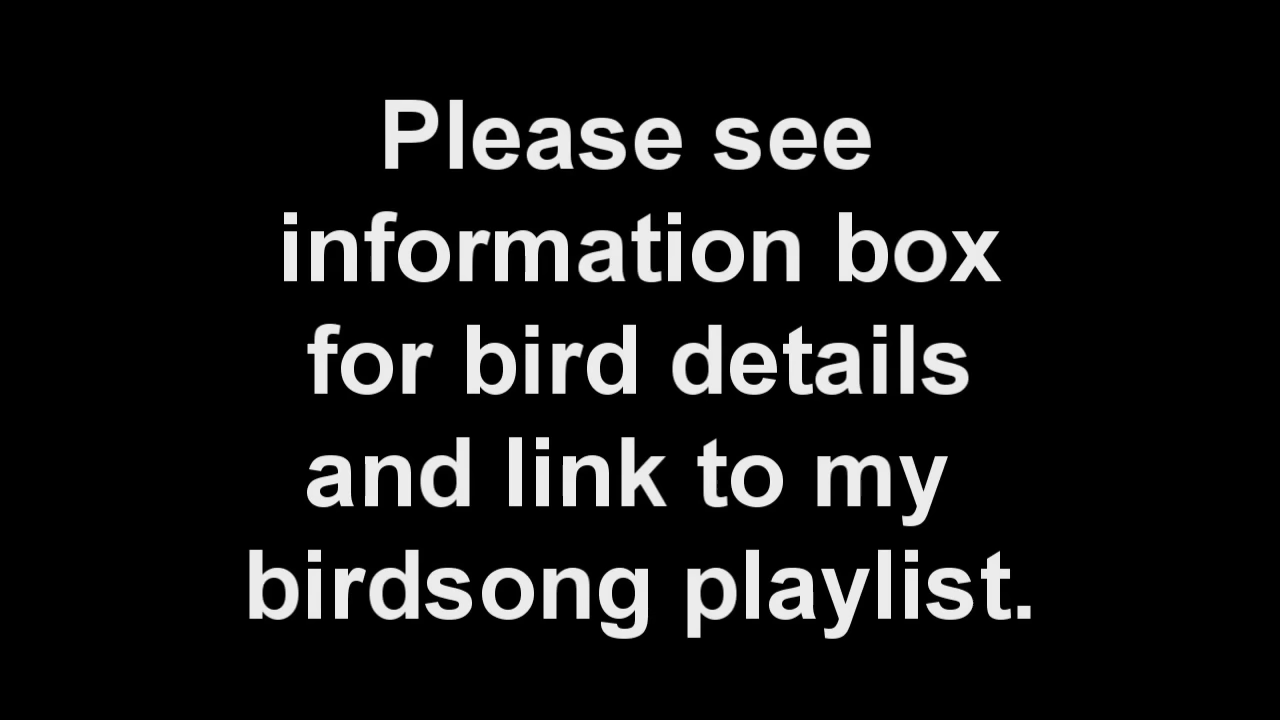 Please see
information box
for bird details
and link to my
birdsong playlist.